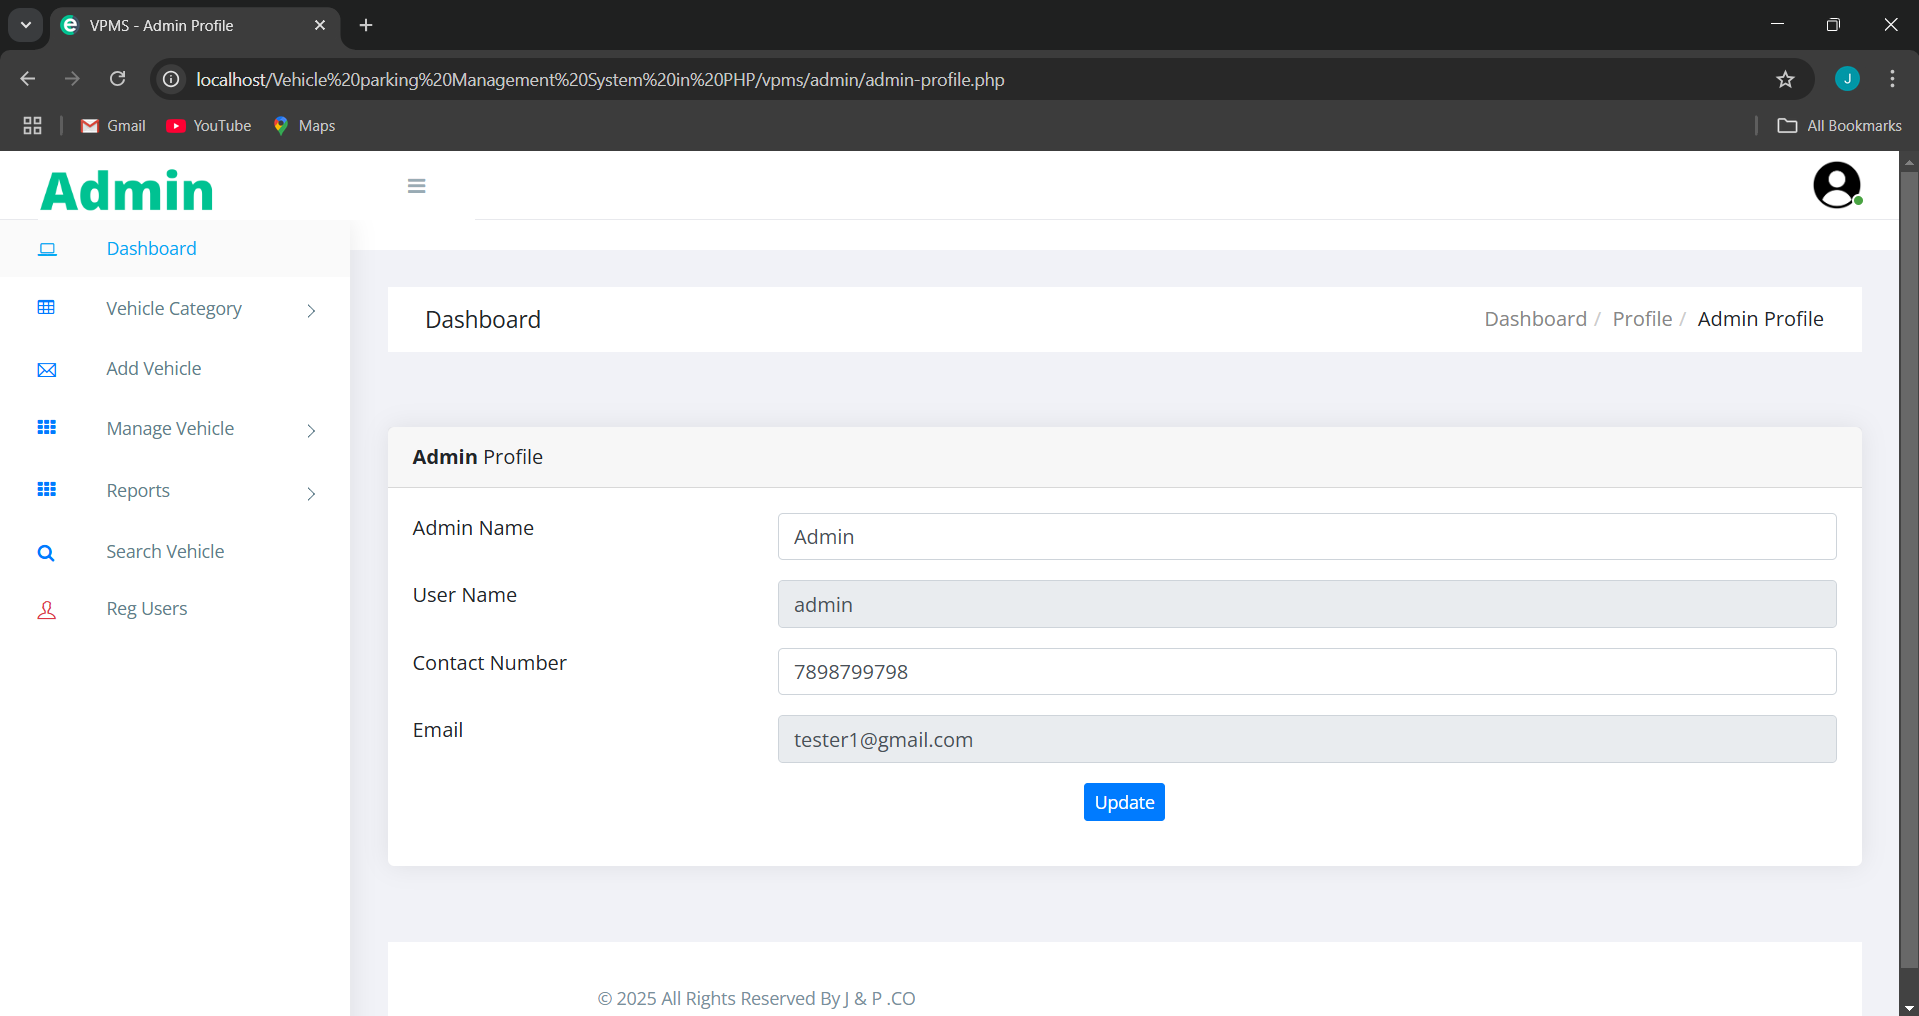 VPMS - Admin Profile
localhost/Vehicle%20parking%20Management%20System%20in%20PHP/vpms/admin/admin-profile.php
J
Gmail
YouTube
Maps
All Bookmarks
Admin
Dashboard
Vehicle Category
Add Vehicle
Manage Vehicle
Reports
Search Vehicle
Reg Users
Dashboard
Dashboard / Profile / Admin Profile
Admin Profile
Admin Name
Admin
User Name
admin
Contact Number
7898799798
Email
tester1@gmail.com
Update
© 2025 All Rights Reserved By J & P .CO